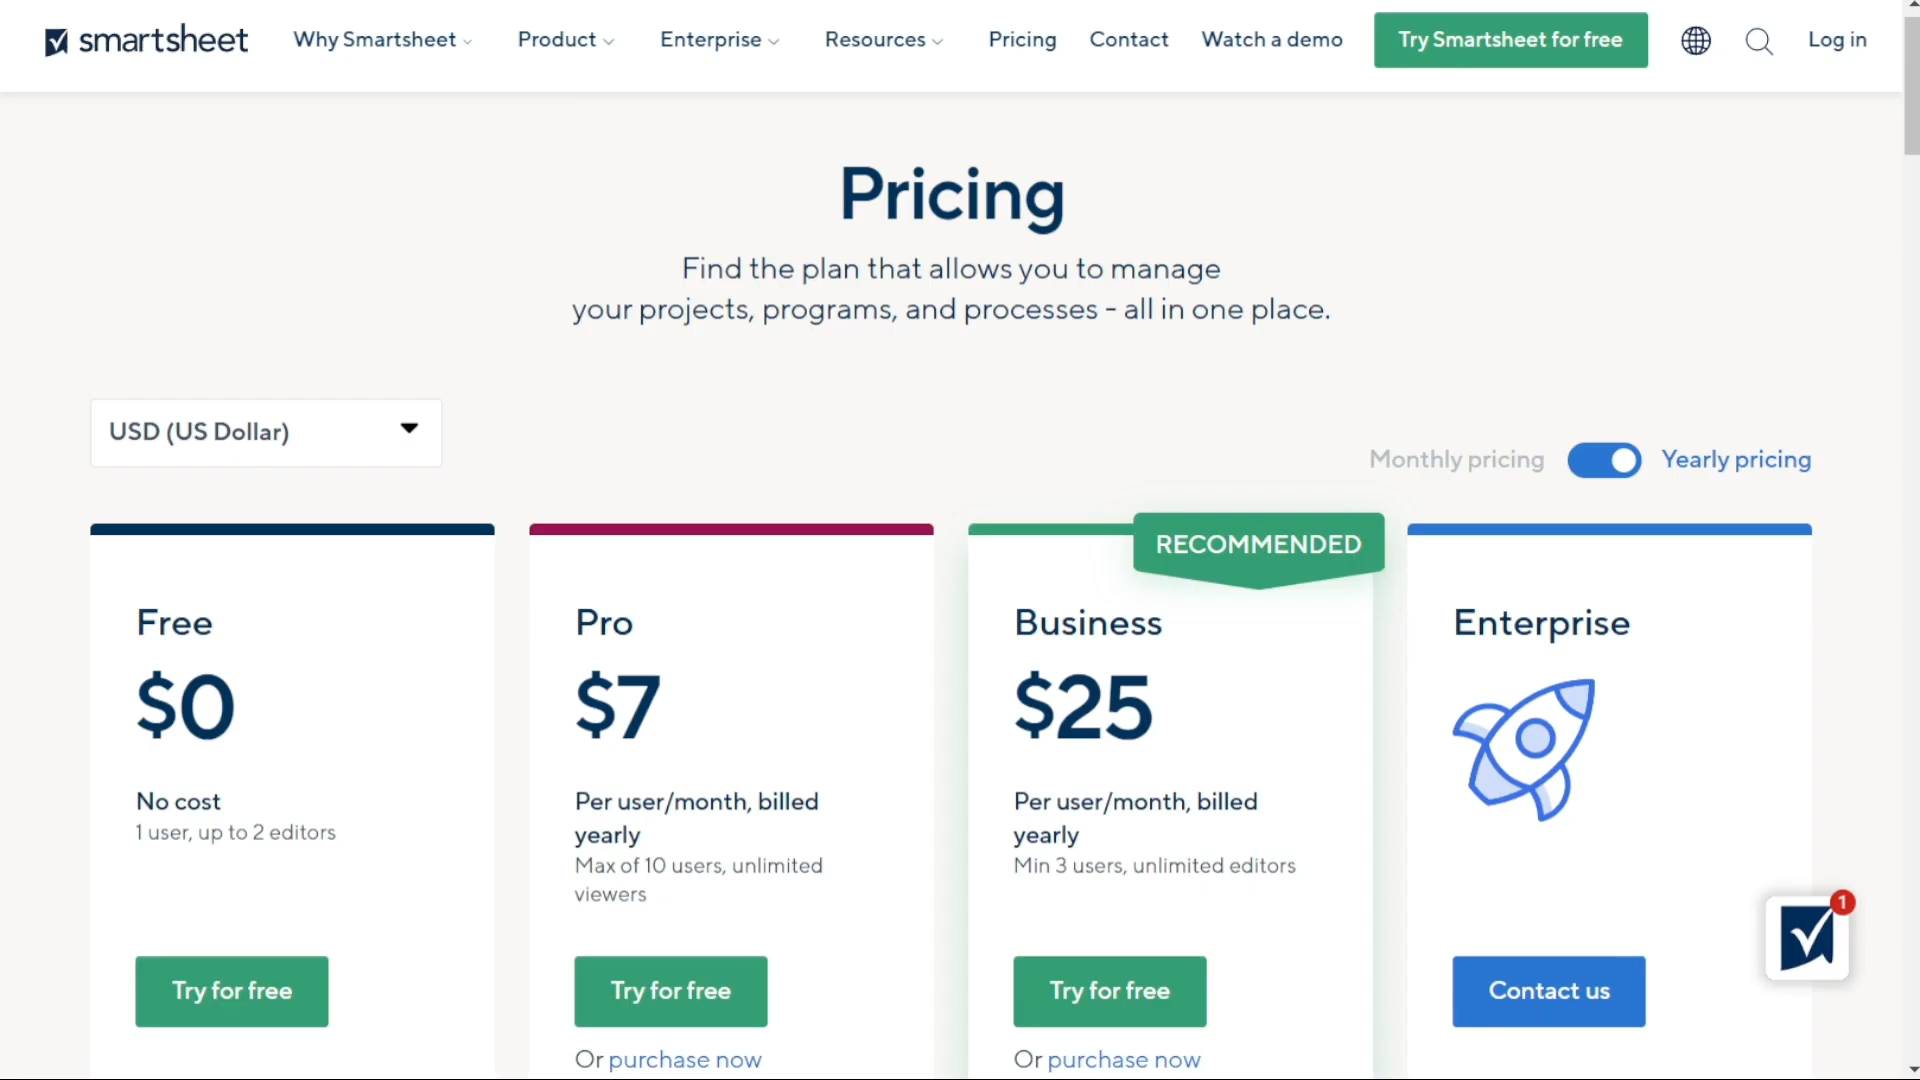 smartsheet
Why Smartsheet
Product
Enterprise
Resources
Pricing
Contact
Watch a demo
Try Smartsheet for free
Log in
Pricing
Find the plan that allows you to manage
your projects, programs, and processes - all in one place.
USD (US Dollar)
Monthly pricing
Yearly pricing
Free
$0
No cost
1 user, up to 2 editors
Try for free
Pro
$7
Per user/month, billed
yearly
Max of 10 users, unlimited
viewers
Try for free
Or purchase now
RECOMMENDED
Business
$25
Per user/month, billed
yearly
Min 3 users, unlimited editors
Try for free
Or purchase now
Enterprise
Contact us
1